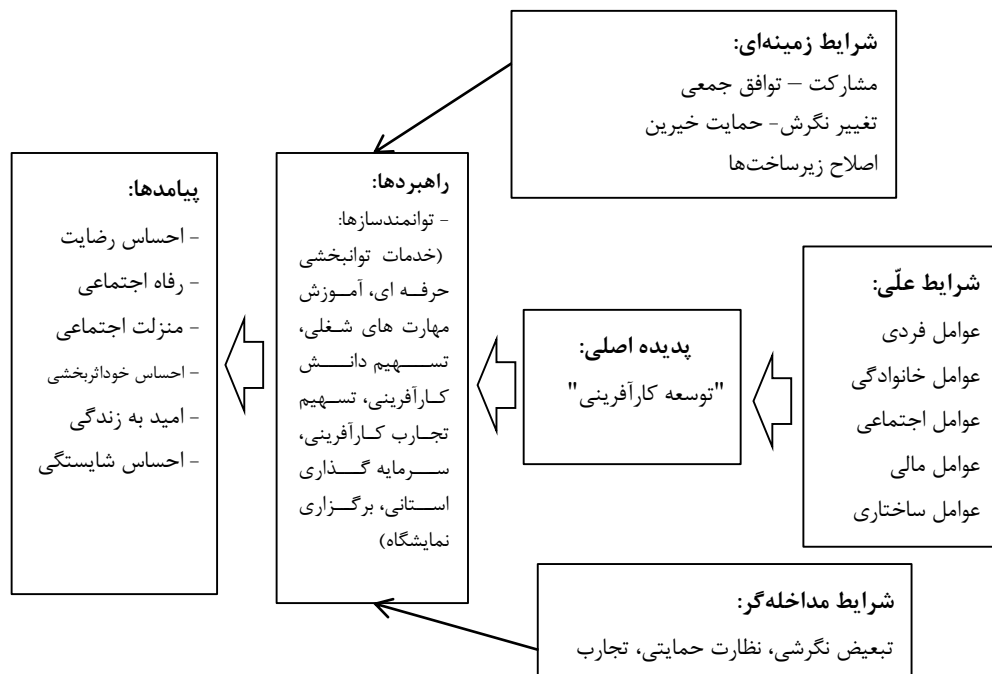 شرایط زمینه‌ای:
مشارکت – توافق جمعی
تغییر نگرش- حمایت خیرین
اصلاح زیرساخت‌ها
شرایط علّی:
عوامل فردی
عوامل خانوادگی
عوامل اجتماعی
عوامل مالی
عوامل ساختاری
پدیده اصلی:
"توسعه کارآفرینی"
راهبردها:
- توانمندسازها:
(خدمات توانبخشی
حرفه ای، آموزش
مهارت های شغلی،
تسهیم دانش
کارآفرینی، تسهیم
تجارب کارآفرینی،
سرمایه گذاری
استانی، برگزاری
نمایشگاه)
پیامدها:
- احساس رضایت
- رفاه اجتماعی
- منزلت اجتماعی
- احساس خوداثربخشی
- امید به زندگی
- احساس شایستگی
شرایط مداخله‌گر:
تبعیض نگرشی، نظارت حمایتی، تجارب